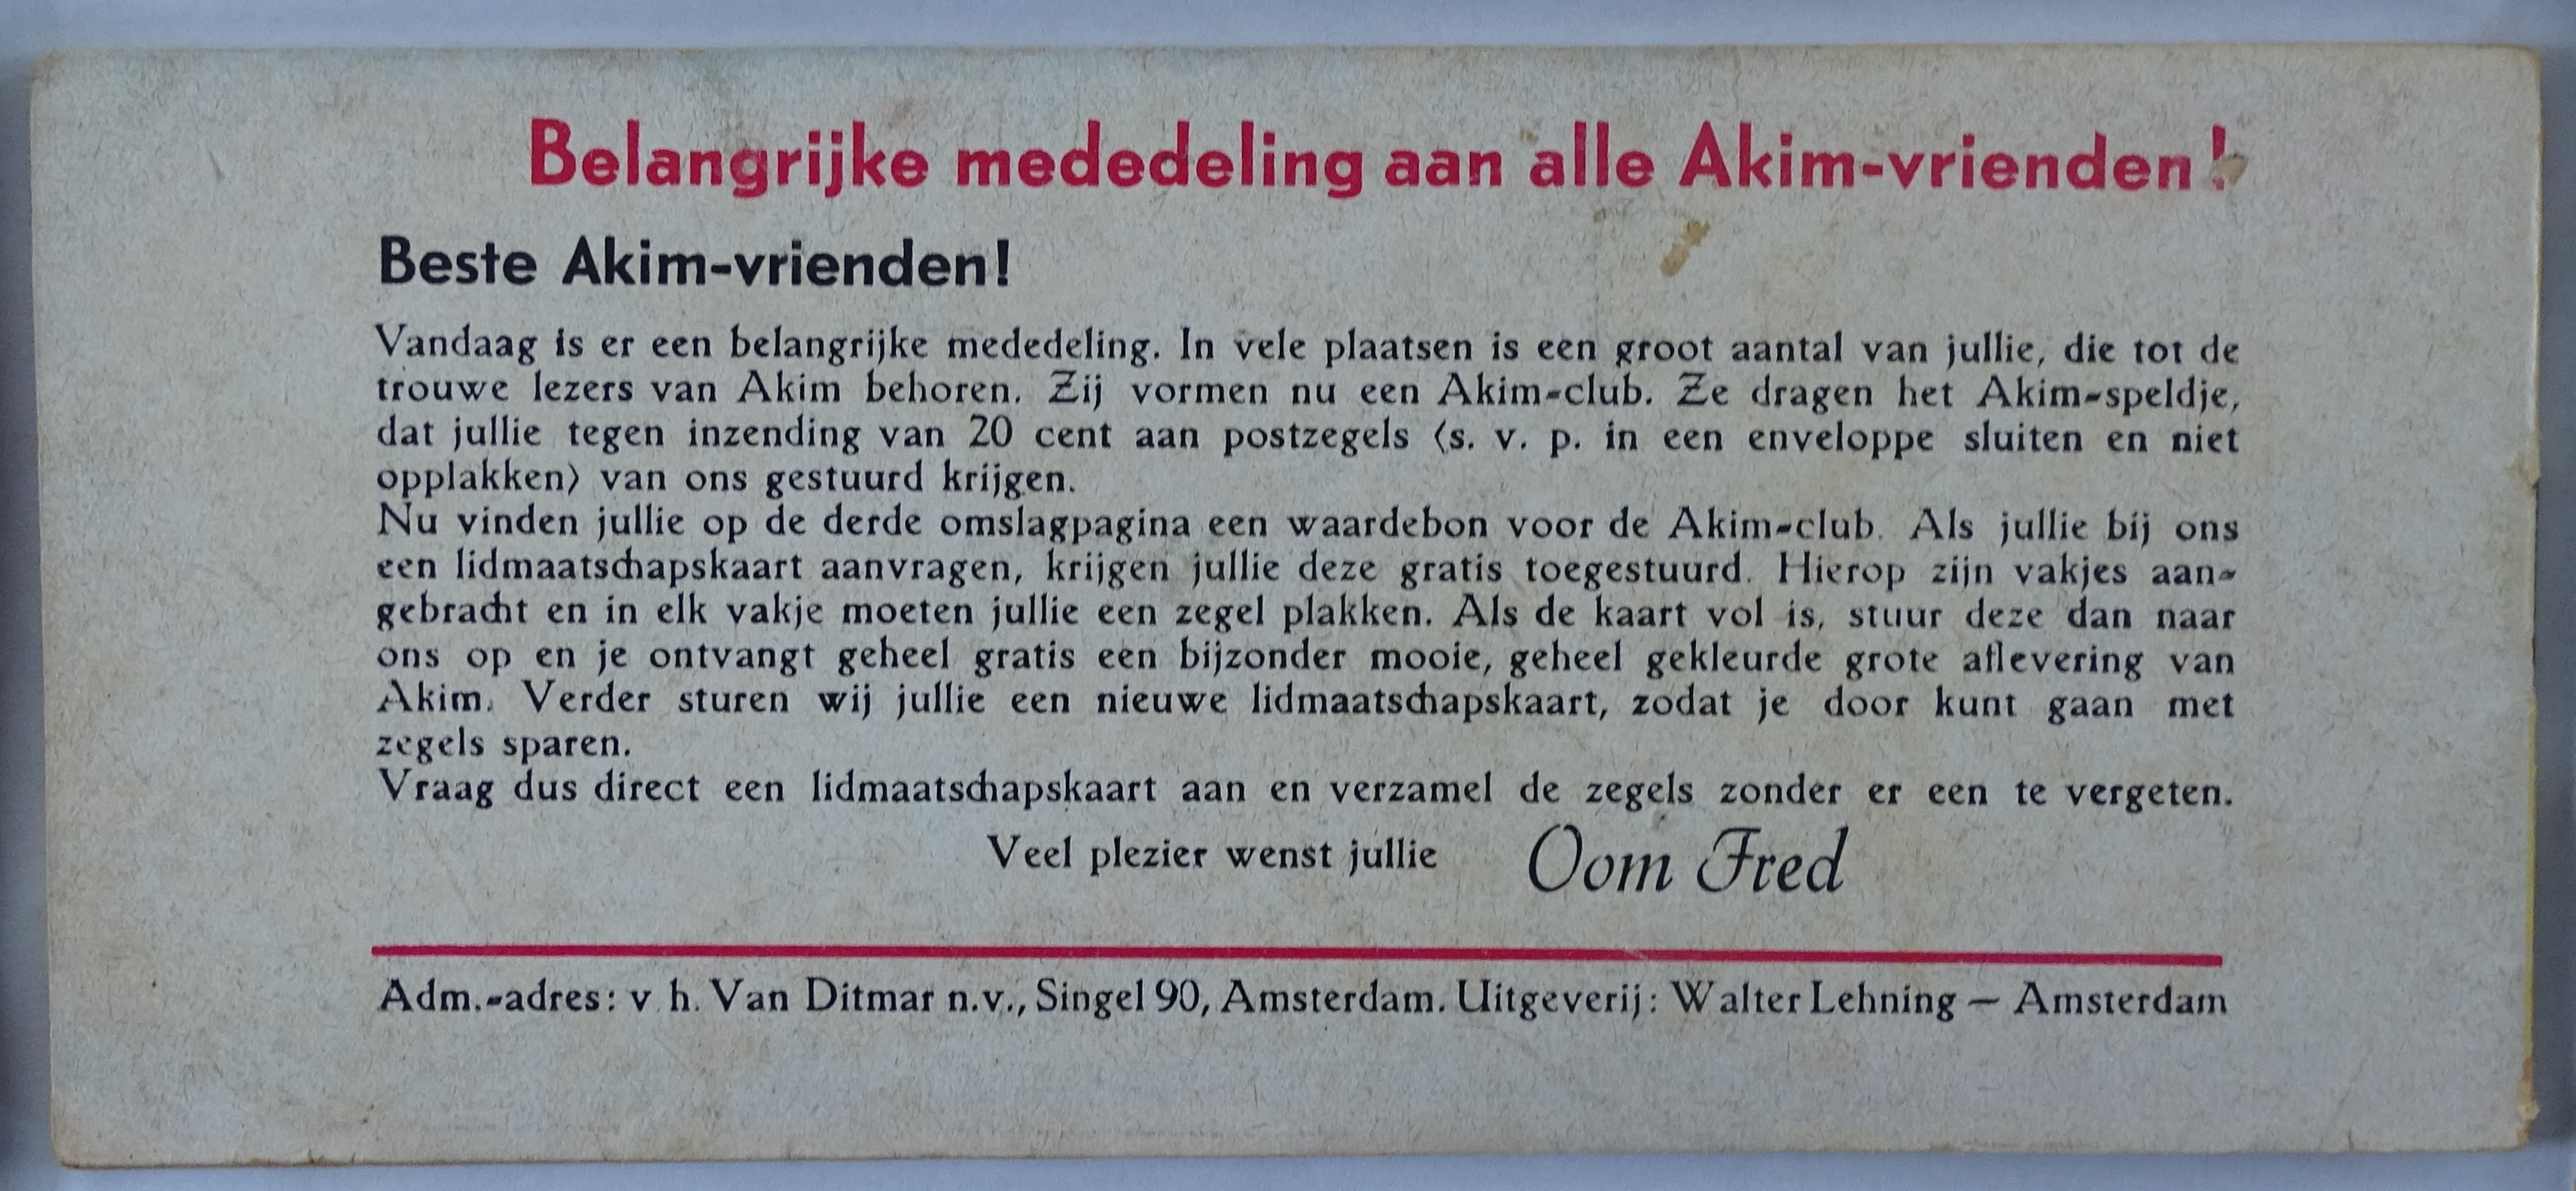 Belangrijke mededeling aan alle Akim-vrienden!
Beste Akim-vrienden!
Vandaag is er een belangrijke mededeling. In vele plaatsen is een groot aantal van jullie, die tot de
trouwe lezers van Akim behoren. Zij vormen nu een Akim-club. Ze dragen het Akim-speldje,
dat jullie tegen inzending van 20 cent aan postzegels (s. v. p. in een enveloppe sluiten en niet
opplakken) van ons gestuurd krijgen.
Nu vinden jullie op de derde omslagpagina een waardebon voor de Akim-club. Als jullie bij ons
een lidmaatschapskaart aanvragen, krijgen jullie deze gratis toegestuurd. Hierop zijn vakjes aan-
gebracht en in elk vakje moeten jullie een zegel plakken. Als de kaart vol is, stuur deze dan naar
ons op en je ontvangt geheel gratis een bijzonder mooie, geheel gekleurde grote aflevering van
Akim. Verder sturen wij jullie een nieuwe lidmaatschapskaart, zodat je door kunt gaan met
zegels sparen.
Vraag dus direct een lidmaatschapskaart aan en verzamel de zegels zonder er een te vergeten.
Veel plezier wenst jullie Oom Fred
Adm.-adres: v. h. Van Ditmar n.v., Singel 90, Amsterdam. Uitgeverij: Walter Lehning — Amsterdam